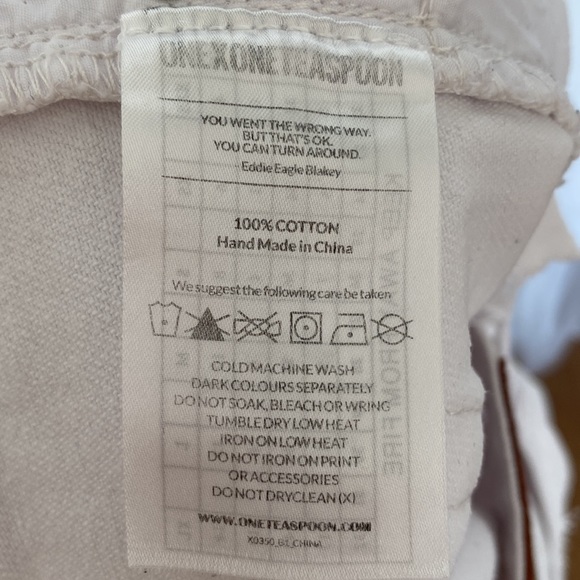 ONEXONETEASPOON
YOU WENT THE WRONG WAY.
BUT THAT'S OK.
YOU CAN TURN AROUND.
Eddie Eagle Blakey
100% COTTON
Hand Made in China
We suggest the following care be taken
COLD MACHINE WASH
DARK COLOURS SEPARATELY
DO NOT SOAK, BLEACH OR WRING
TUMBLE DRY LOW HEAT
IRON ON LOW HEAT
DO NOT IRON ON PRINT
OR ACCESSORIES
DO NOT DRYCLEAN (X)
WWW.ONETEASPOON.COM
X0350_61_CHINA
FROM FIRE